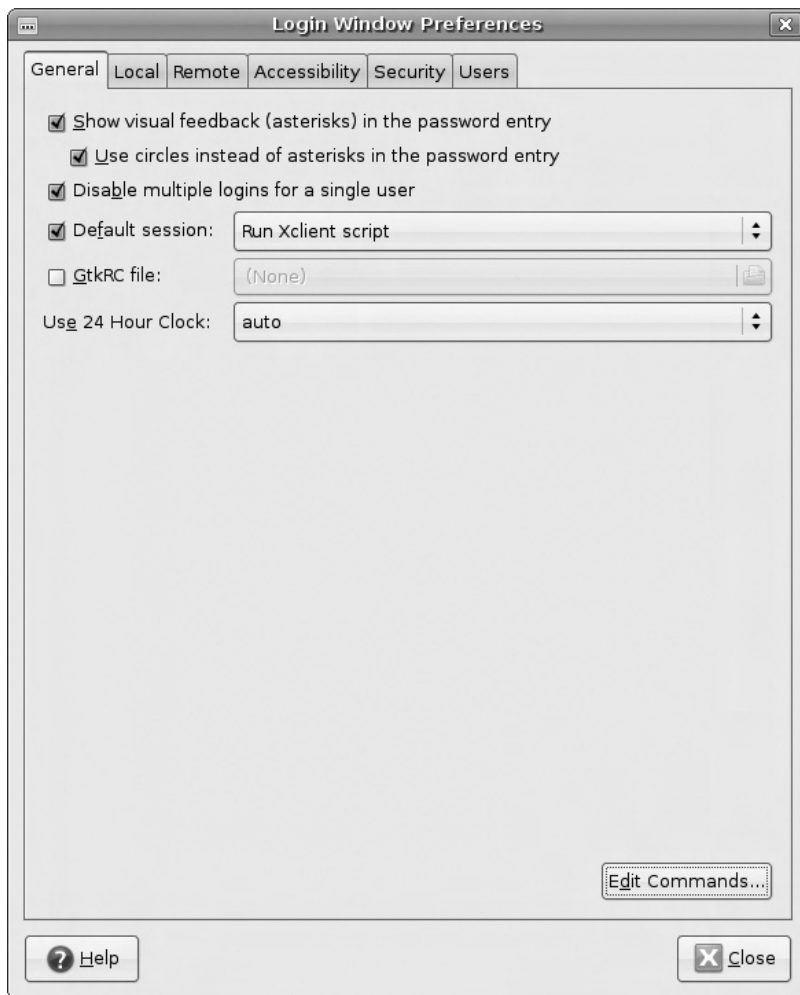 Login Window Preferences
General Local Remote Accessibility Security Users
Show visual feedback (asterisks) in the password entry
Use circles instead of asterisks in the password entry
Disable multiple logins for a single user
Default session: Run Xclient script
GtkRC file: (None)
Use 24 Hour Clock: auto
Edit Commands...
Help Close